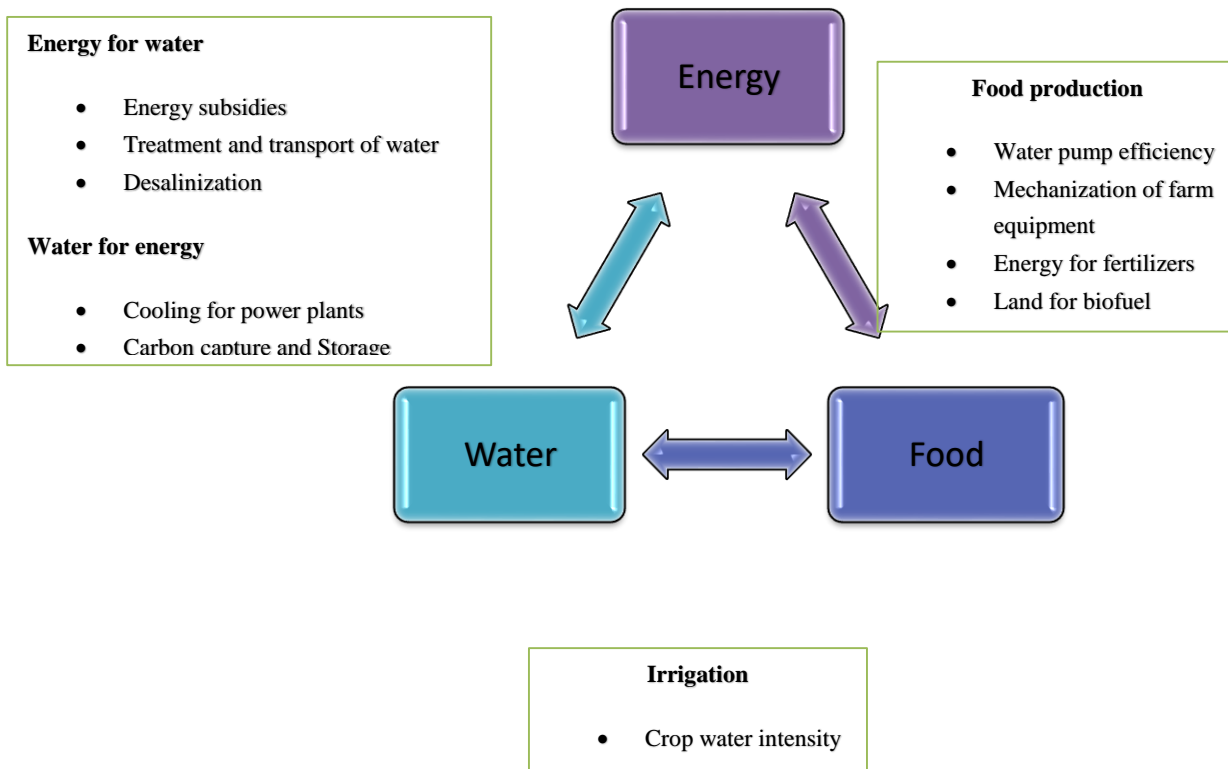 Energy for water
• Energy subsidies
• Treatment and transport of water
• Desalinization
Water for energy
• Cooling for power plants
• Carbon capture and Storage
Energy
Food production
• Water pump efficiency
• Mechanization of farm
equipment
• Energy for fertilizers
• Land for biofuel
Water
Food
Irrigation
• Crop water intensity